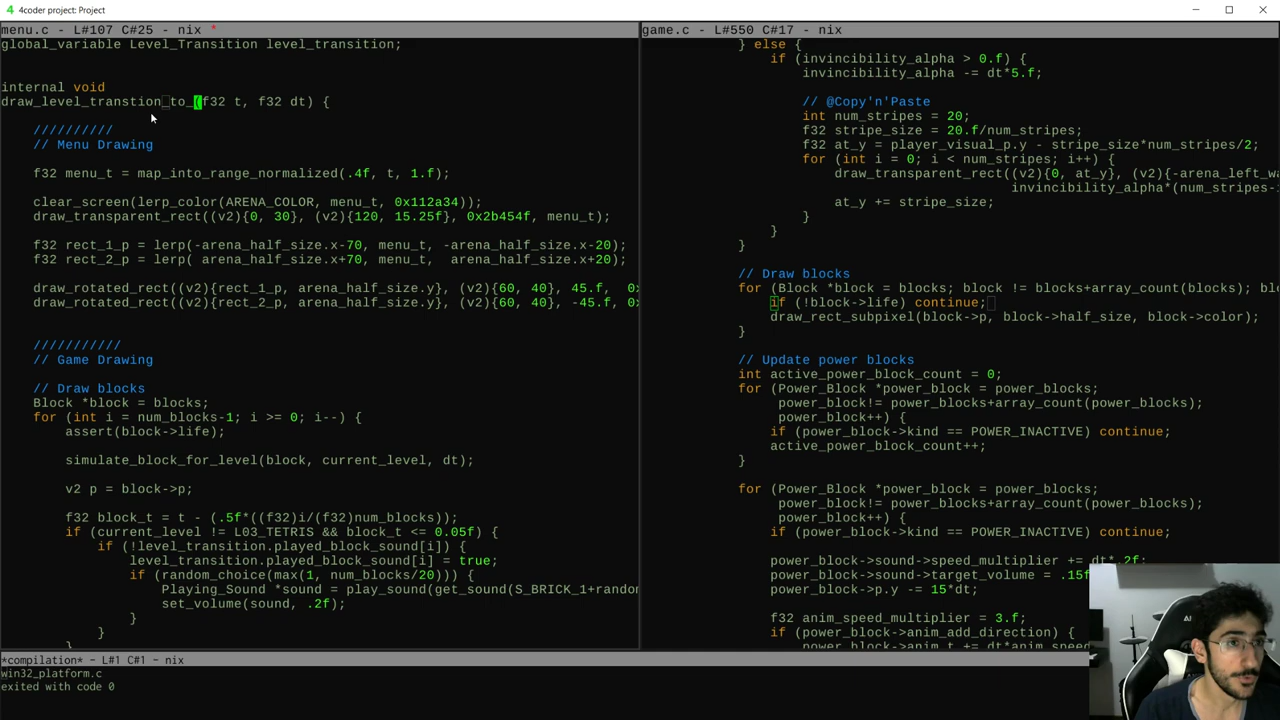 4coder project: Project
menu.c - L#107 C#25 - nix *
global_variable Level_Transition level_transition;
internal void
draw_level_transtion_to_(f32 t, f32 dt) {
//////////
// Menu Drawing
f32 menu_t = map_into_range_normalized(.4f, t, 1.f);
clear_screen(lerp_color(ARENA_COLOR, menu_t, 0x112a34));
draw_transparent_rect((v2){0, 30}, (v2){120, 15.25f}, 0x2b454f, menu_t);
f32 rect_1_p = lerp(-arena_half_size.x-70, menu_t, -arena_half_size.x-20);
f32 rect_2_p = lerp( arena_half_size.x+70, menu_t,  arena_half_size.x+20);
draw_rotated_rect((v2){rect_1_p, arena_half_size.y}, (v2){60, 40}, 45.f, 0x
draw_rotated_rect((v2){rect_2_p, arena_half_size.y}, (v2){60, 40}, -45.f, 0x
///////////
// Game Drawing
// Draw blocks
Block *block = blocks;
for (int i = num_blocks-1; i >= 0; i--) {
assert(block->life);
simulate_block_for_level(block, current_level, dt);
v2 p = block->p;
f32 block_t = t - (.5f*((f32)i/(f32)num_blocks));
if (current_level != L03_TETRIS && block_t <= 0.05f) {
if (!level_transition.played_block_sound[i]) {
level_transition.played_block_sound[i] = true;
if (random_choice(max(1, num_blocks/20))) {
Playing_Sound *sound = play_sound(get_sound(S_BRICK_1+random
set_volume(sound, .2f);
}
}
}
game.c - L#550 C#17 - nix
} else {
if (invincibility_alpha > 0.f) {
invincibility_alpha -= dt*5.f;
// @Copy'n'Paste
int num_stripes = 20;
f32 stripe_size = 20.f/num_stripes;
f32 at_y = player_visual_p.y - stripe_size*num_stripes/2;
for (int i = 0; i < num_stripes; i++) {
draw_transparent_rect((v2){0, at_y}, (v2){-arena_left_wa
invincibility_alpha*(num_stripes-
at_y += stripe_size;
}
}
}
// Draw blocks
for (Block *block = blocks; block != blocks+array_count(blocks); blo
if (!block->life) continue;
draw_rect_subpixel(block->p, block->half_size, block->color);
}
// Update power blocks
int active_power_block_count = 0;
for (Power_Block *power_block = power_blocks;
power_block!= power_blocks+array_count(power_blocks);
power_block++) {
if (power_block->kind == POWER_INACTIVE) continue;
active_power_block_count++;
}
for (Power_Block *power_block = power_blocks;
power_block!= power_blocks+array_count(power_blocks);
power_block++) {
if (power_block->kind == POWER_INACTIVE) continue;
power_block->sound->speed_multiplier += dt*.2f;
power_block->sound->target_volume = .15f
power_block->p.y -= 15*dt;
f32 anim_speed_multiplier = 3.f;
if (power_block->anim_add_direction) {
power_block->anim_t += dt*anim_speed
*compilation* - L#1 C#1 - nix
win32_platform.c
exited with code 0